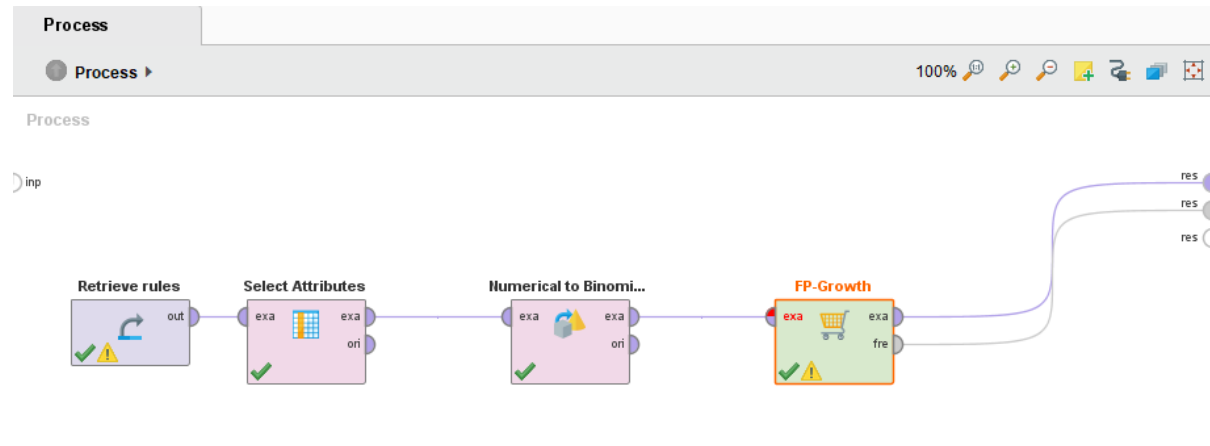 Process
Process
100%
Process
inp
res
res
res
Retrieve rules
Select Attributes
Numerical to Binomi...
FP-Growth
out
exa
exa
ori
exa
exa
ori
exa
exa
fre